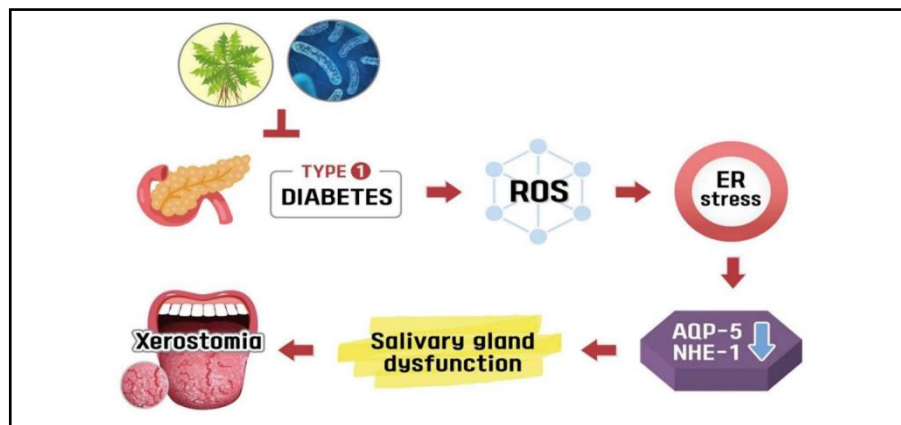 TYPE 1
DIABETES
ROS
ER
stress
AQP-5
NHE-1
Salivary gland
dysfunction
Xerostomia